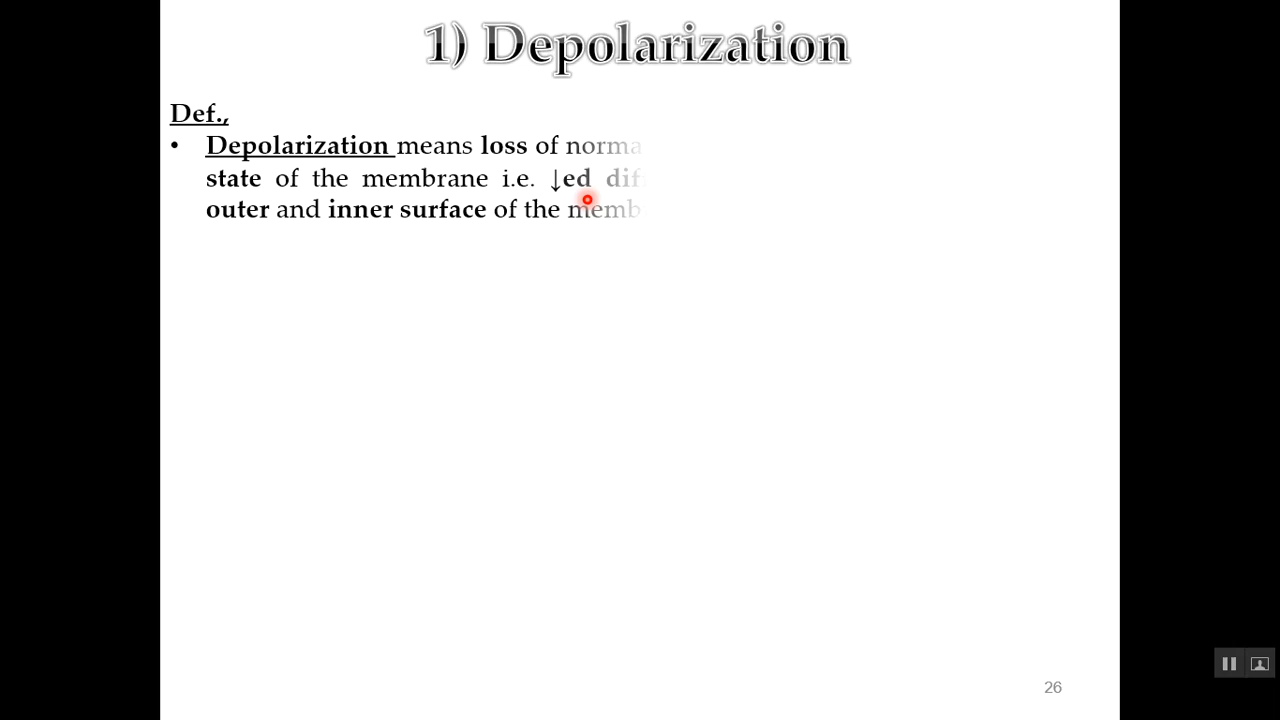 1) Depolarization
Def.,
• Depolarization means loss of norma
state of the membrane i.e. ↓ed dif
outer and inner surface of the memb
26